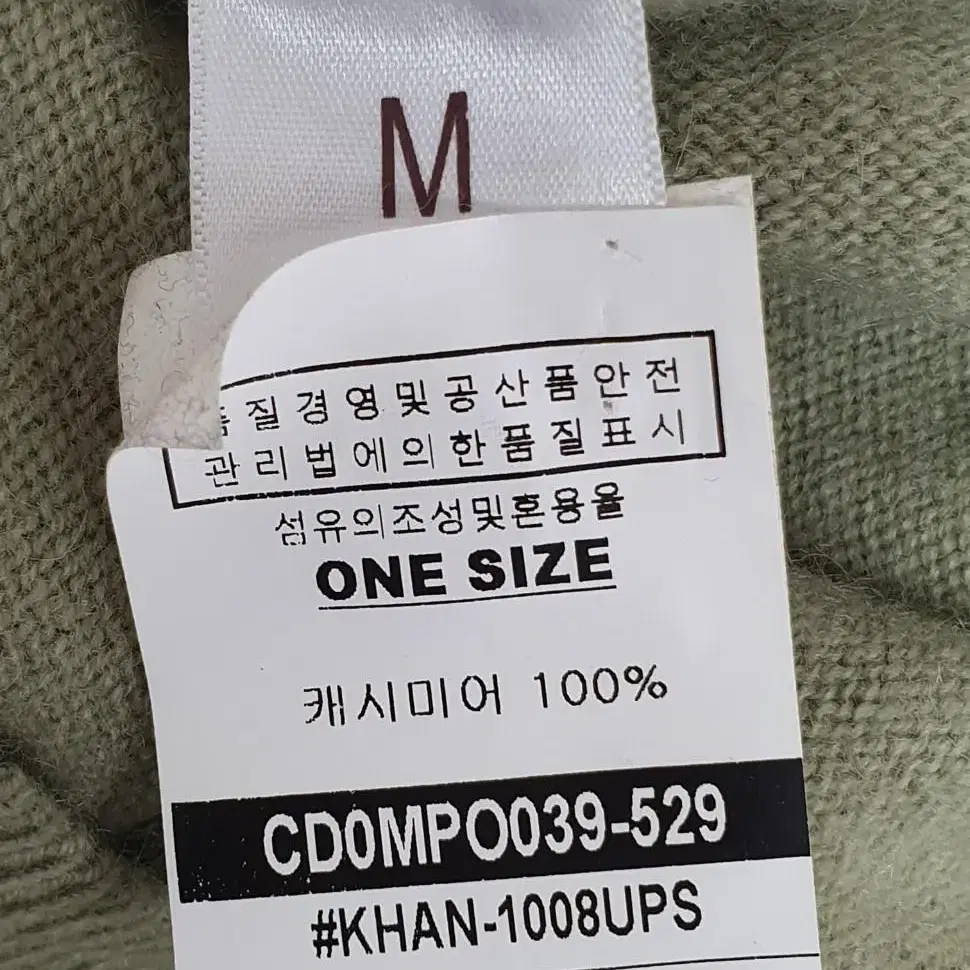 M
품질경영및공산품안전
관리법에의한품질표시
섬유의조성및혼용율
ONE SIZE
캐시미어 100%
CD0MPO039-529
#KHAN-1008UPS